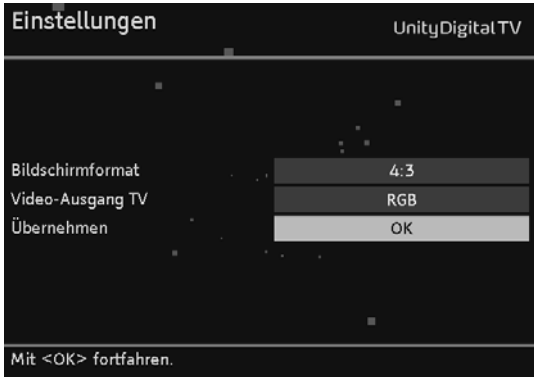 Einstellungen
UnityDigitalTV
Bildschirmformat 4:3
Video-Ausgang TV RGB
Übernehmen OK
Mit <OK> fortfahren.